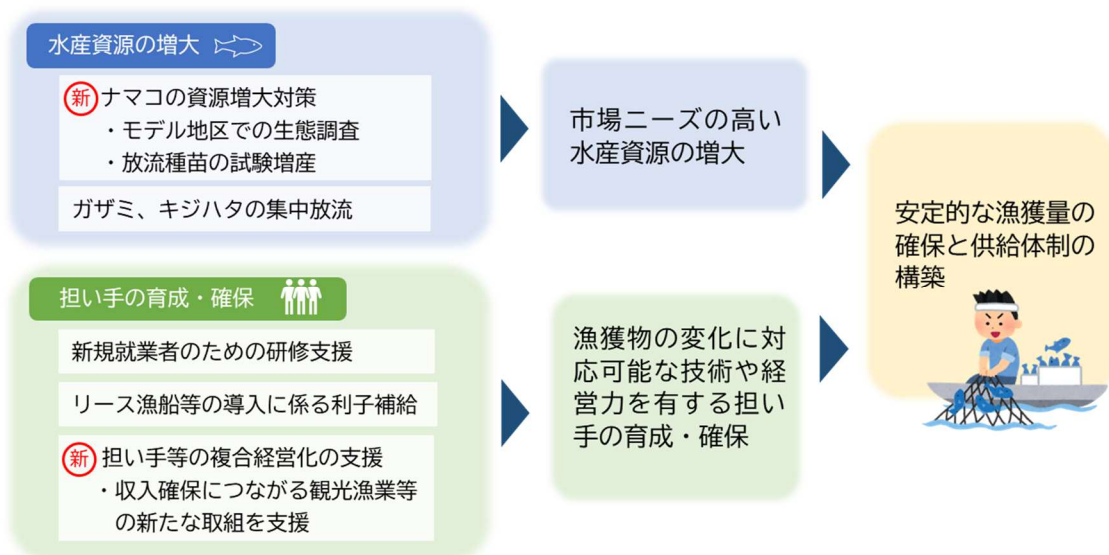 水産資源の増大
新 ナマコの資源増大対策
・モデル地区での生態調査
・放流種苗の試験増産
ガザミ、キジハタの集中放流
市場ニーズの高い
水産資源の増大
担い手の育成・確保
新規就業者のための研修支援
リース漁船等の導入に係る利子補給
新 担い手等の複合経営化の支援
・収入確保につながる観光漁業等
の新たな取組を支援
漁獲物の変化に対
応可能な技術や経
営力を有する担い
手の育成・確保
安定的な漁獲量の
確保と供給体制の
構築